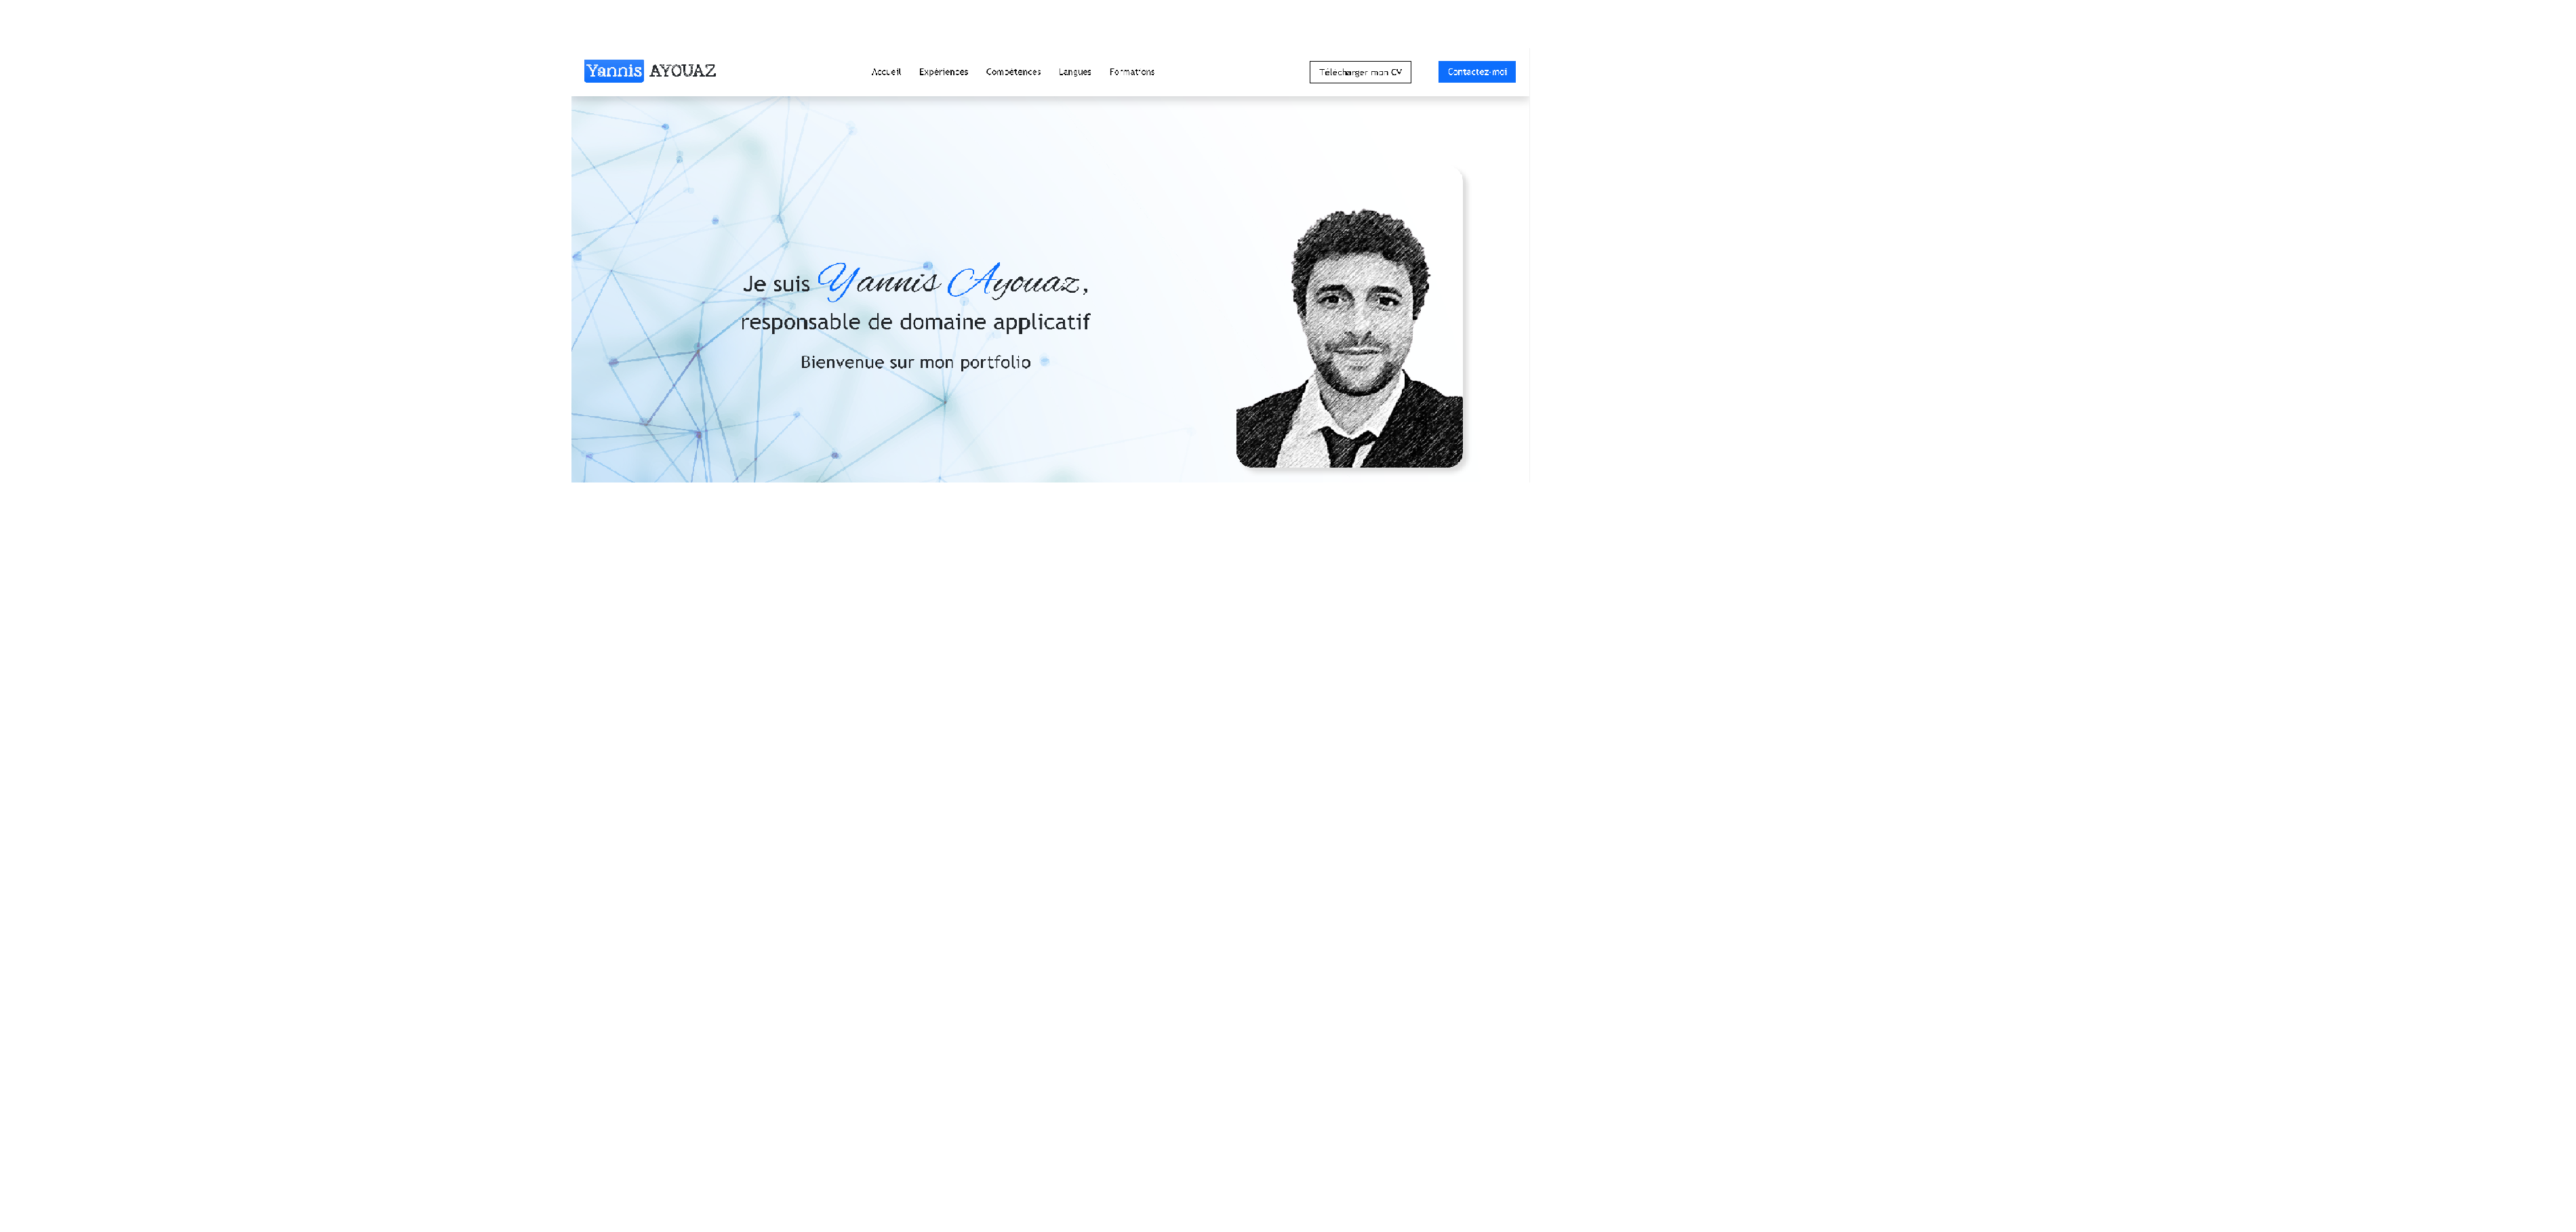 Yannis AYOUAZ
Accueil Expériences Compétences Langues Formations
Télécharger mon CV
Contactez-moi
Je suis Yannis Ayouaz,
responsable de domaine applicatif
Bienvenue sur mon portfolio